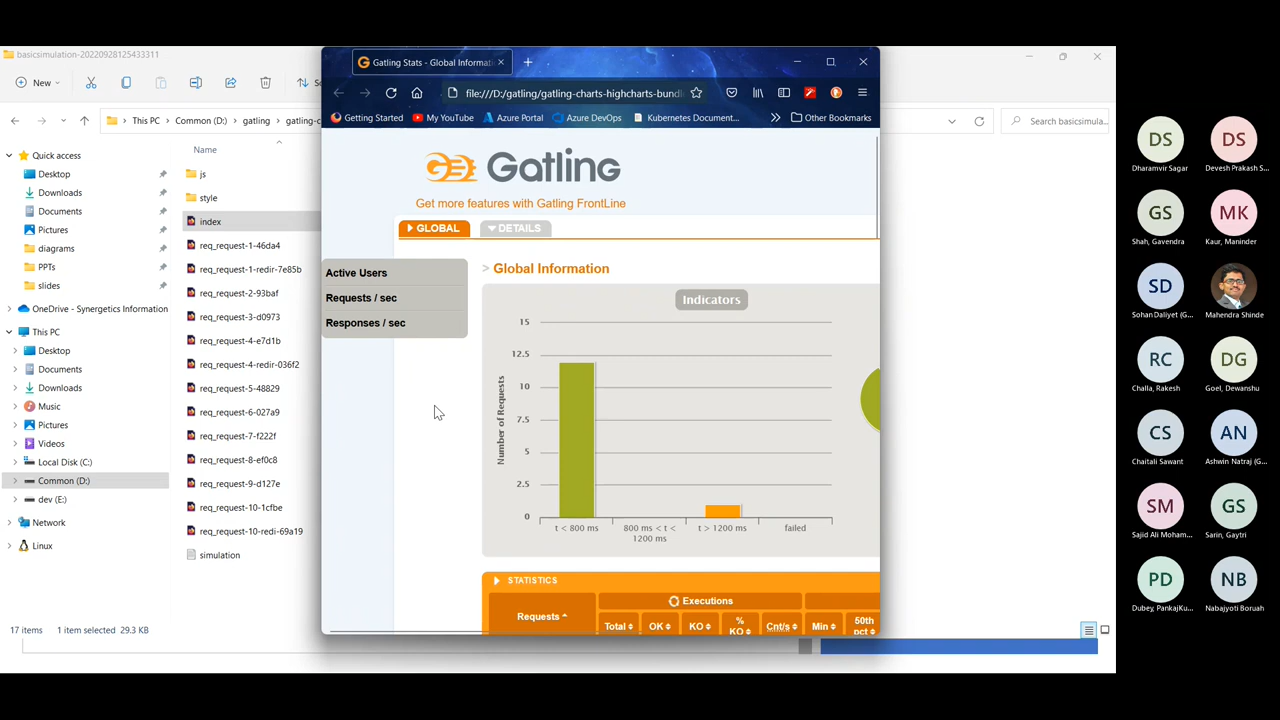 basicsimulation-20220928125433311
New
This PC
Common (D:)
gatling
gatling-c
Search basicsimula...
Quick access
Desktop
Downloads
Documents
Pictures
diagrams
PPTs
slides
OneDrive - Synergetics Information
This PC
Desktop
Documents
Downloads
Music
Pictures
Videos
Local Disk (C:)
Common (D:)
dev (E:)
Network
Linux
17 items
1 item selected
29.3 KB
Name
js
style
index
req_request-1-46da4
req_request-1-redir-7e85b
req_request-2-93baf
req_request-3-d0973
req_request-4-e7d1b
req_request-4-redir-036f2
req_request-5-48829
req_request-6-027a9
req_request-7-f222f
req_request-8-ef0c8
req_request-9-d127e
req_request-10-1cfbe
req_request-10-redi-69a19
simulation
Gatling Stats - Global Informati
file:///D:/gatling/gatling-charts-highcharts-bundl
Getting Started
My YouTube
Azure Portal
Azure DevOps
Kubernetes Document...
Other Bookmarks
Gatling
Get more features with Gatling FrontLine
GLOBAL
DETAILS
Active Users
Requests / sec
Responses / sec
> Global Information
Indicators
Number of Requests
15
12.5
10
7.5
5
2.5
0
t < 800 ms
800 ms < t <
1200 ms
t > 1200 ms
failed
STATISTICS
Requests
Executions
Total
OK
KO
%
KO
Cnt/s
Min
50th
pct
DS
Dharamvir Sagar
DS
Devesh Prakash S...
GS
Shah, Gavendra
MK
Kaur, Maninder
SD
Sohan Daliyet (G...
Mahendra Shinde
RC
Challa, Rakesh
DG
Goel, Dewanshu
CS
Chaitali Sawant
AN
Ashwin Natraj (G...
SM
Sajid Ali Moham...
GS
Sarin, Gaytri
PD
Dubey, PankajKu...
NB
Nabajyoti Boruah